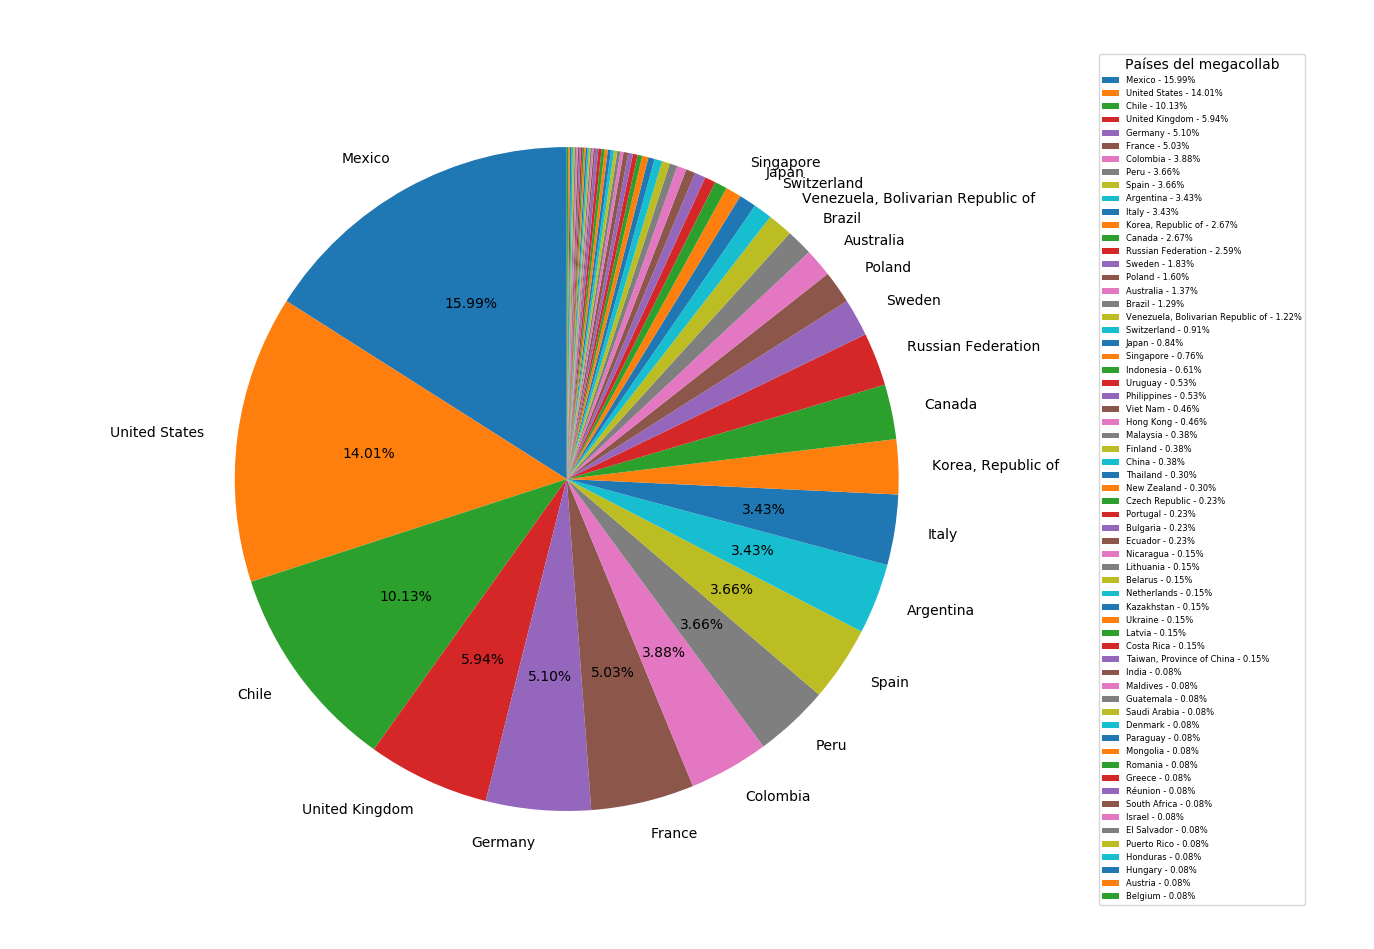 Mexico
15.99%
United States
14.01%
Chile
10.13%
United Kingdom
5.94%
Germany
5.10%
France
5.03%
Colombia
3.88%
Peru
3.66%
Spain
3.66%
Argentina
3.43%
Italy
3.43%
Korea, Republic of
Canada
Russian Federation
Sweden
Poland
Australia
Brazil
Venezuela, Bolivarian Republic of
Switzerland
Japan
Singapore
Países del megacollab
Mexico - 15.99%
United States - 14.01%
Chile - 10.13%
United Kingdom - 5.94%
Germany - 5.10%
France - 5.03%
Colombia - 3.88%
Peru - 3.66%
Spain - 3.66%
Argentina - 3.43%
Italy - 3.43%
Korea, Republic of - 2.67%
Canada - 2.67%
Russian Federation - 2.59%
Sweden - 1.83%
Poland - 1.60%
Australia - 1.37%
Brazil - 1.29%
Venezuela, Bolivarian Republic of - 1.22%
Switzerland - 0.91%
Japan - 0.84%
Singapore - 0.76%
Indonesia - 0.61%
Uruguay - 0.53%
Philippines - 0.53%
Viet Nam - 0.46%
Hong Kong - 0.46%
Malaysia - 0.38%
Finland - 0.38%
China - 0.38%
Thailand - 0.30%
New Zealand - 0.30%
Czech Republic - 0.23%
Portugal - 0.23%
Bulgaria - 0.23%
Ecuador - 0.23%
Nicaragua - 0.15%
Lithuania - 0.15%
Belarus - 0.15%
Netherlands - 0.15%
Kazakhstan - 0.15%
Ukraine - 0.15%
Latvia - 0.15%
Costa Rica - 0.15%
Taiwan, Province of China - 0.15%
India - 0.08%
Maldives - 0.08%
Guatemala - 0.08%
Saudi Arabia - 0.08%
Denmark - 0.08%
Paraguay - 0.08%
Mongolia - 0.08%
Romania - 0.08%
Greece - 0.08%
Réunion - 0.08%
South Africa - 0.08%
Israel - 0.08%
El Salvador - 0.08%
Puerto Rico - 0.08%
Honduras - 0.08%
Hungary - 0.08%
Austria - 0.08%
Belgium - 0.08%